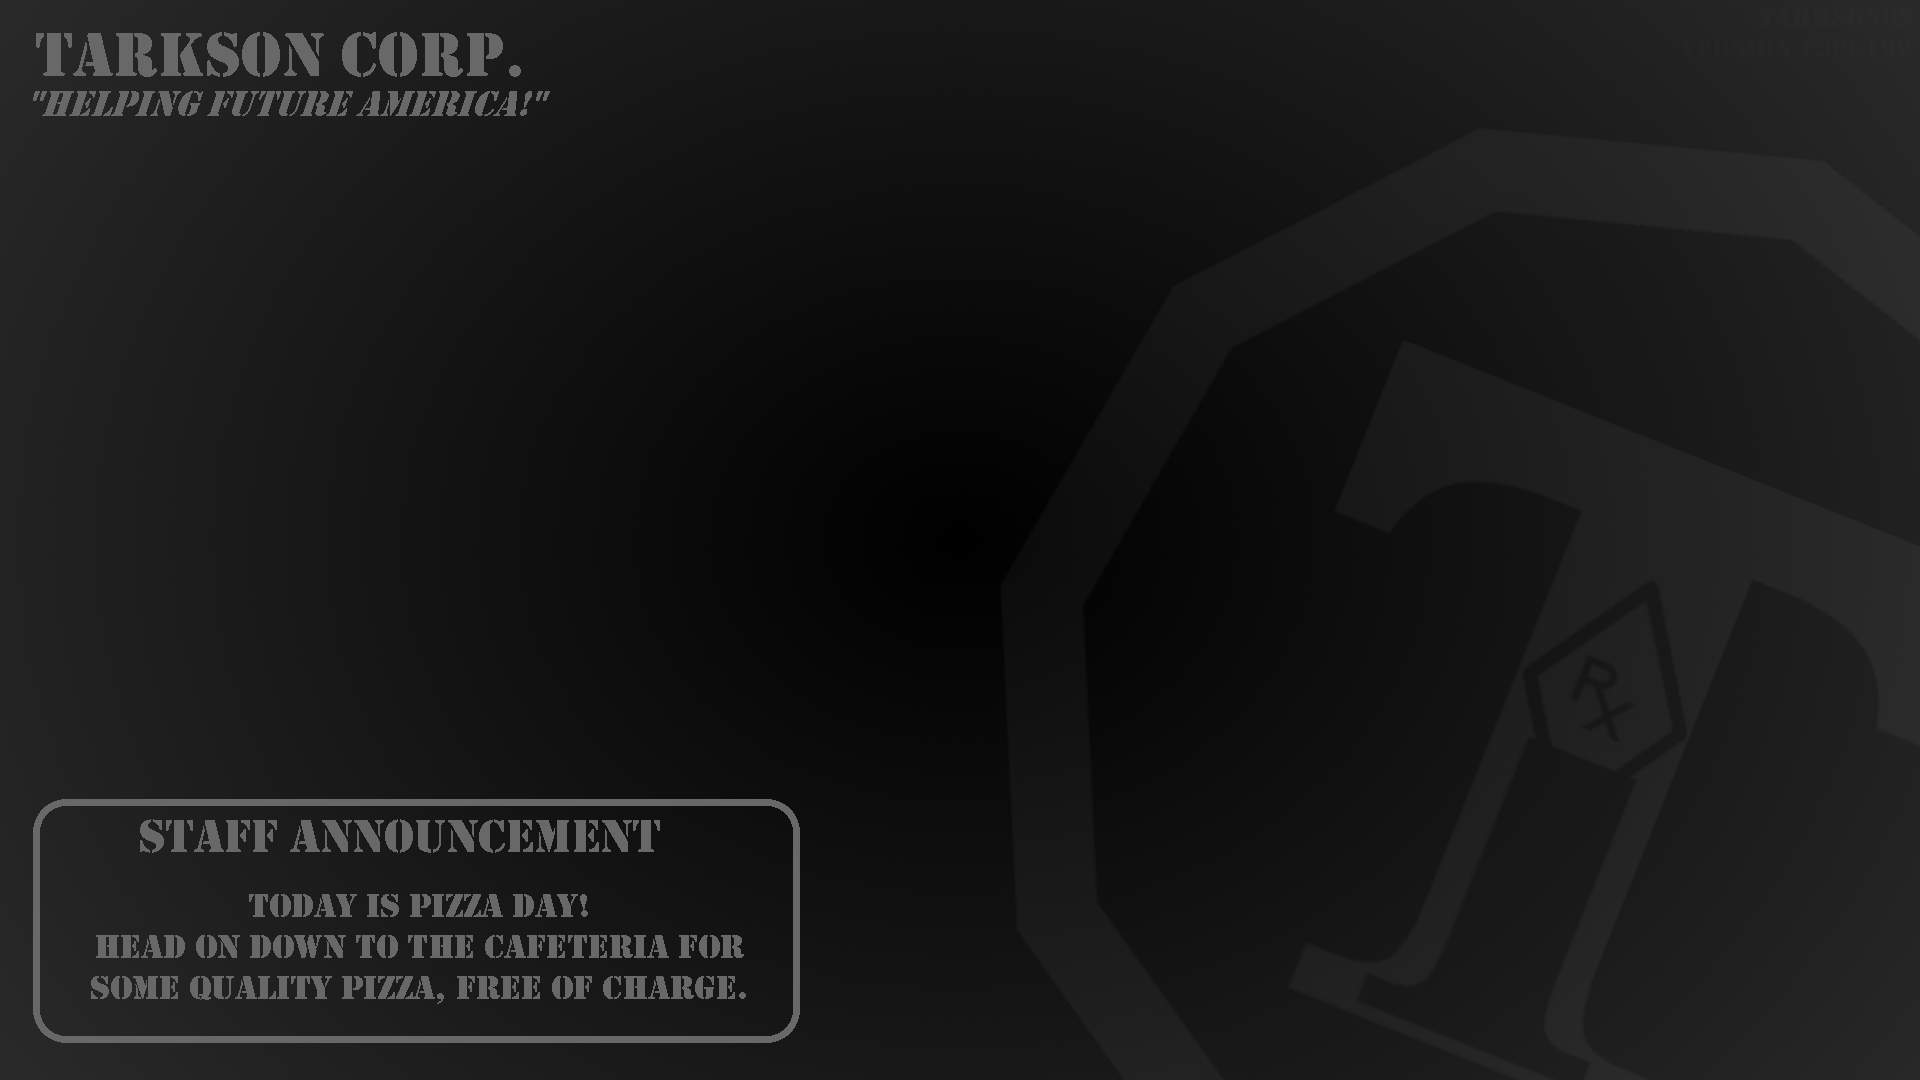 TARKSON CORP.
"HELPING FUTURE AMERICA!"
TARKSONOS
RX
STAFF ANNOUNCEMENT
TODAY IS PIZZA DAY!
HEAD ON DOWN TO THE CAFETERIA FOR
SOME QUALITY PIZZA, FREE OF CHARGE.